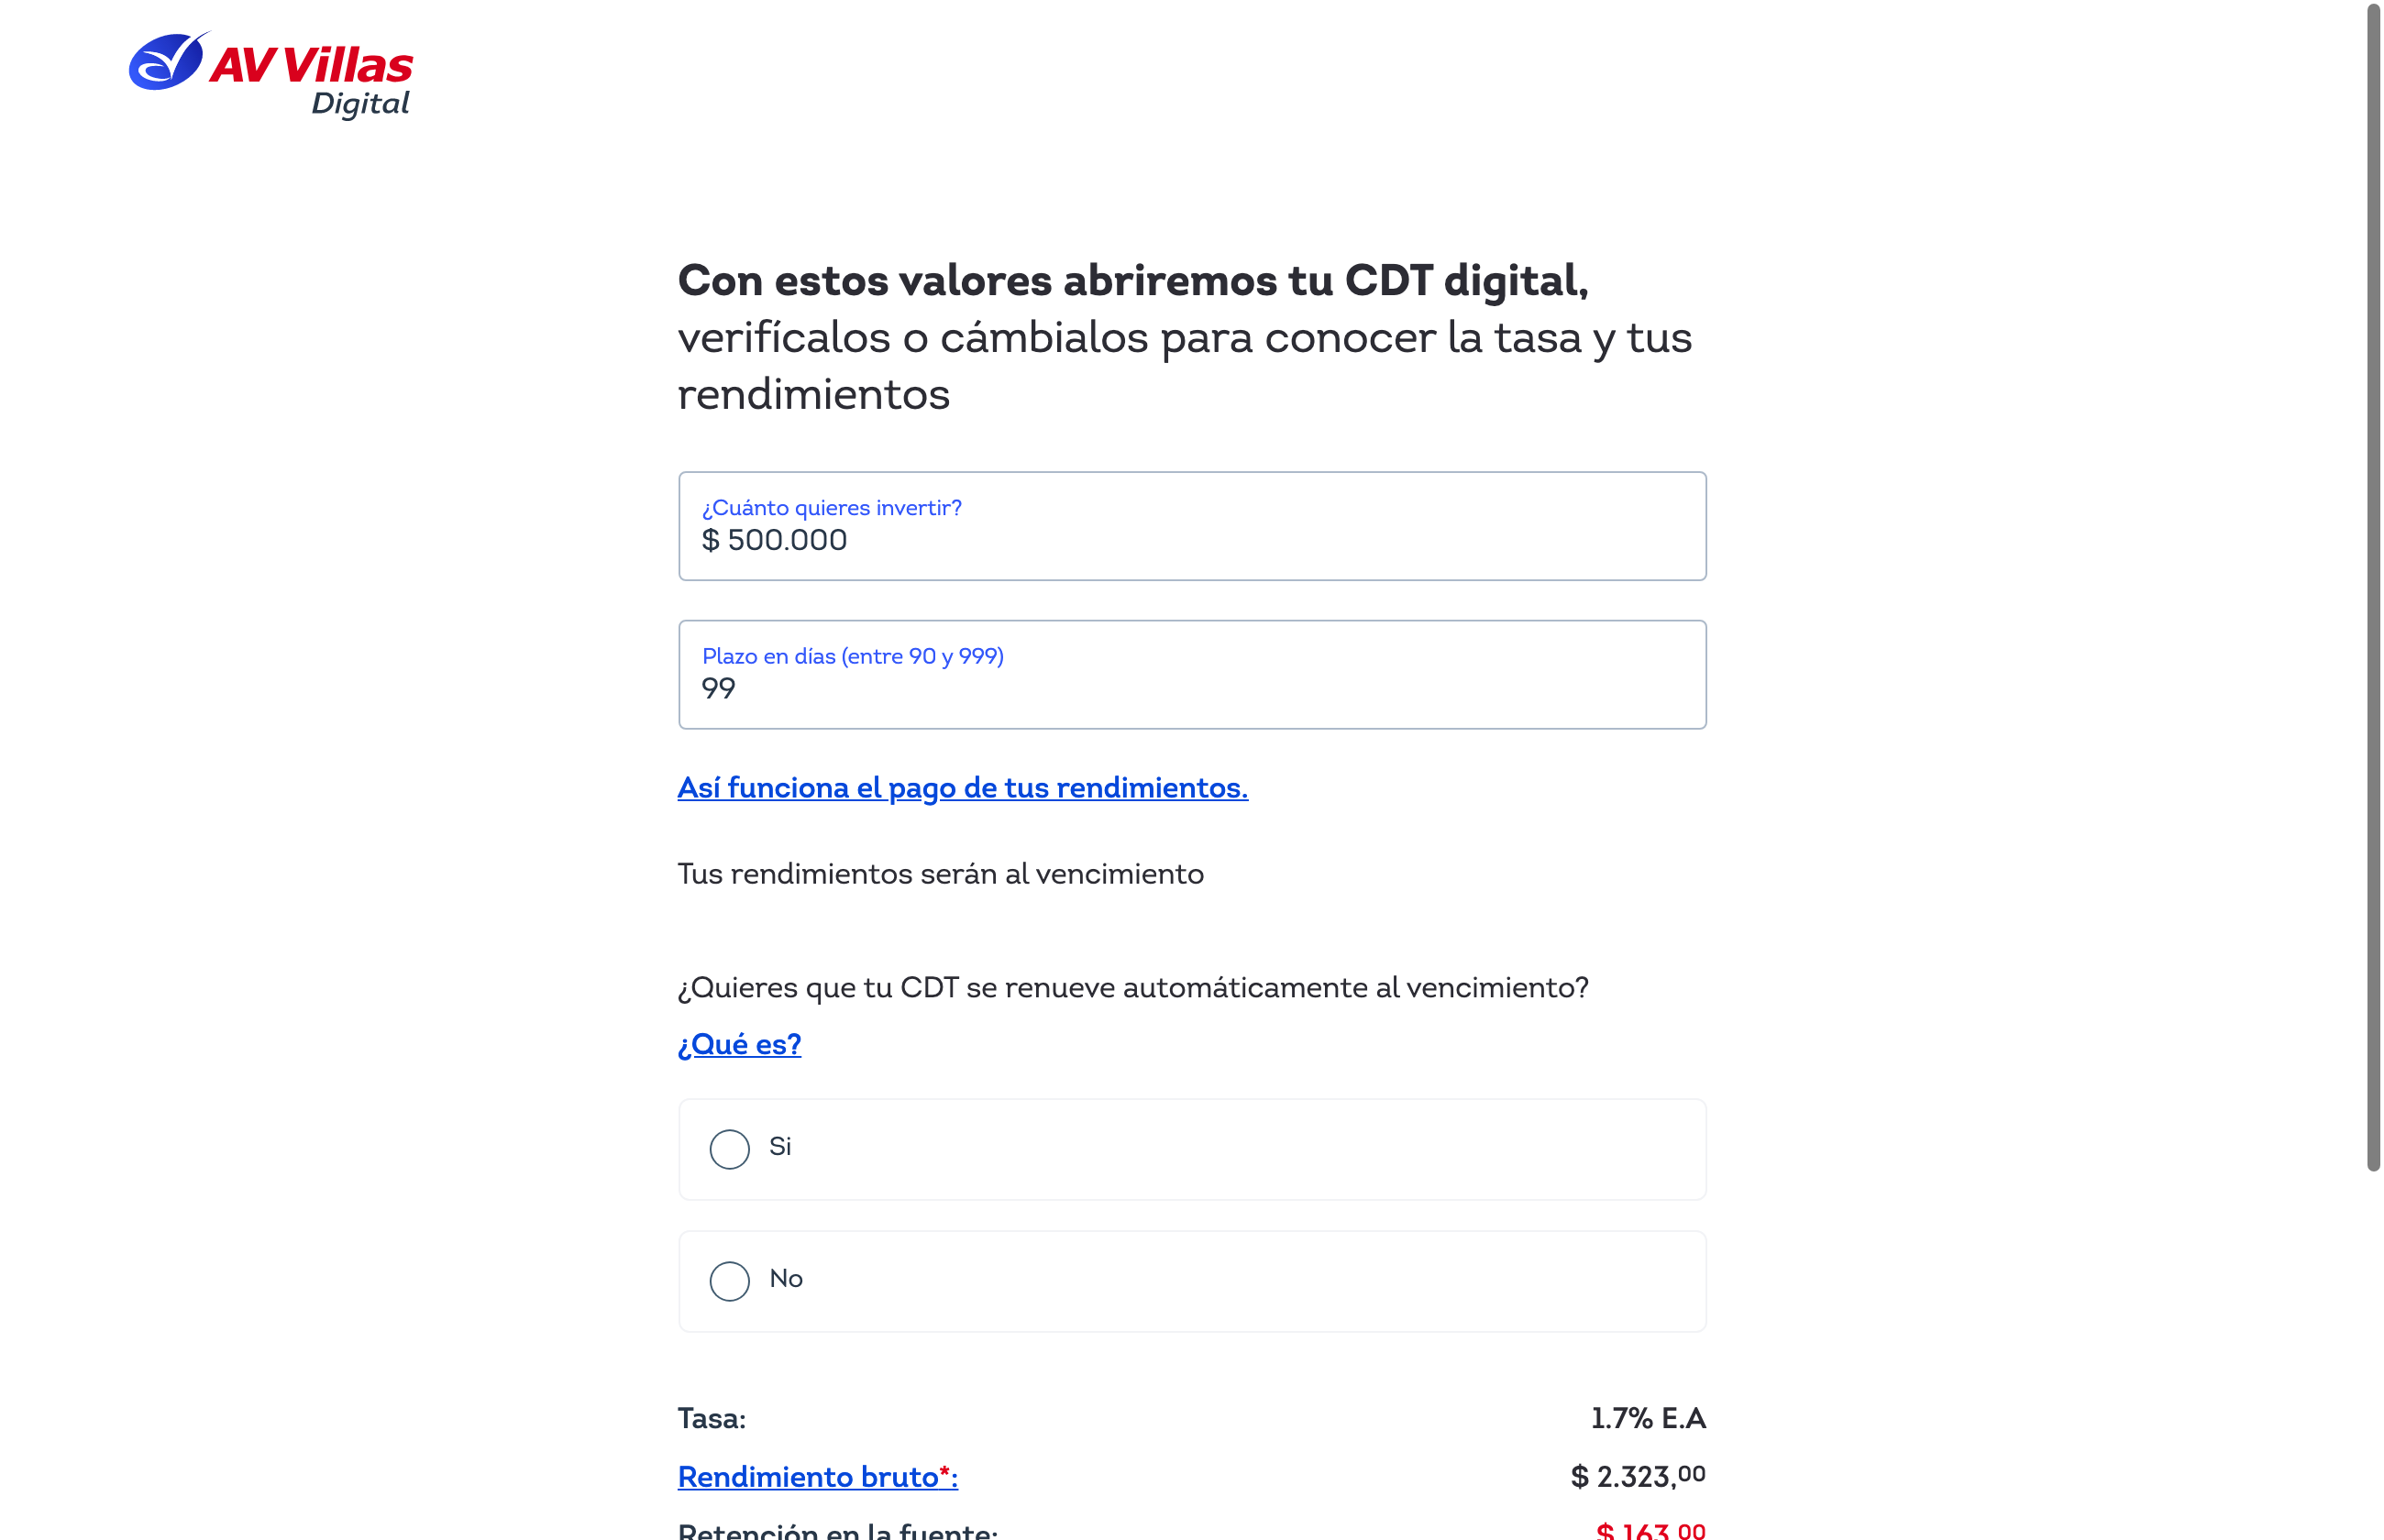 AV Villas
Digital
Con estos valores abriremos tu CDT digital,
verifícalos o cámbialos para conocer la tasa y tus
rendimientos
¿Cuánto quieres invertir?
$ 500.000
Plazo en días (entre 90 y 999)
99
Así funciona el pago de tus rendimientos.
Tus rendimientos serán al vencimiento
¿Quieres que tu CDT se renueve automáticamente al vencimiento?
¿Qué es?
Si
No
Tasa: 1.7% E.A
Rendimiento bruto*: $ 2.323,00
Retención en la fuente: $ 163,00